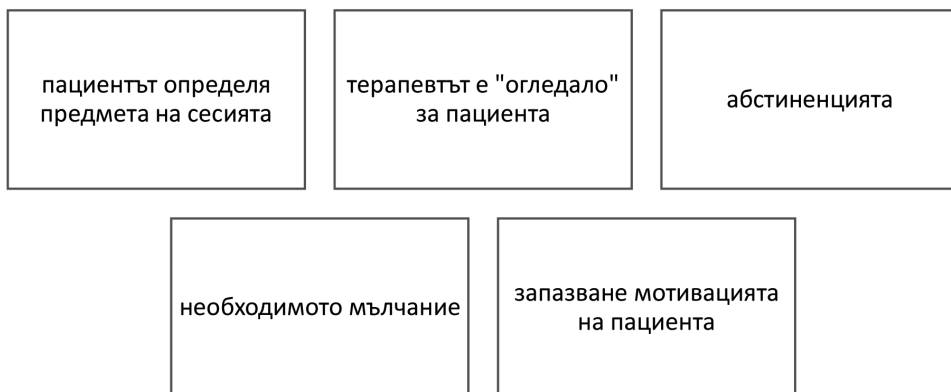 пациентът определя
предмета на сесията
терапевтът е "огледало"
за пациента
абстиненцията
необходимото мълчание
запазване мотивацията
на пациента